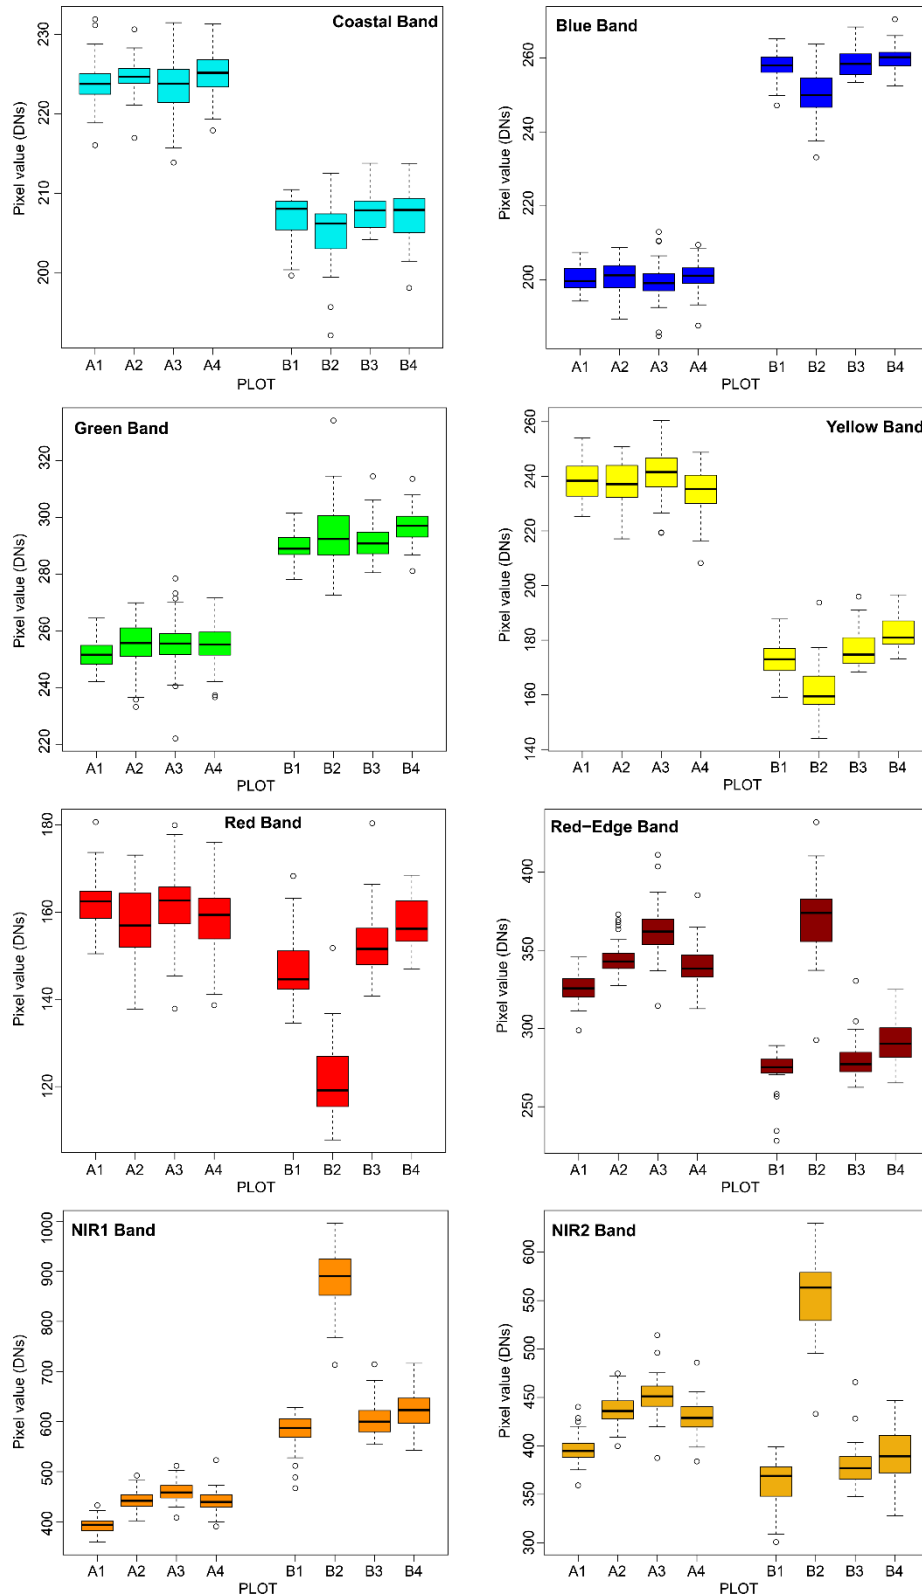 Coastal Band
Pixel value (DNs)
230
220
210
200
A1 A2 A3 A4 B1 B2 B3 B4
PLOT
Blue Band
Pixel value (DNs)
260
240
220
200
A1 A2 A3 A4 B1 B2 B3 B4
PLOT
Green Band
Pixel value (DNs)
320
300
280
260
240
220
A1 A2 A3 A4 B1 B2 B3 B4
PLOT
Yellow Band
Pixel value (DNs)
260
240
220
200
180
160
140
A1 A2 A3 A4 B1 B2 B3 B4
PLOT
Red Band
Pixel value (DNs)
180
160
140
120
A1 A2 A3 A4 B1 B2 B3 B4
PLOT
Red-Edge Band
Pixel value (DNs)
400
350
300
250
A1 A2 A3 A4 B1 B2 B3 B4
PLOT
NIR1 Band
Pixel value (DNs)
1000
900
800
700
600
500
400
A1 A2 A3 A4 B1 B2 B3 B4
PLOT
NIR2 Band
Pixel value (DNs)
600
550
500
450
400
350
300
A1 A2 A3 A4 B1 B2 B3 B4
PLOT